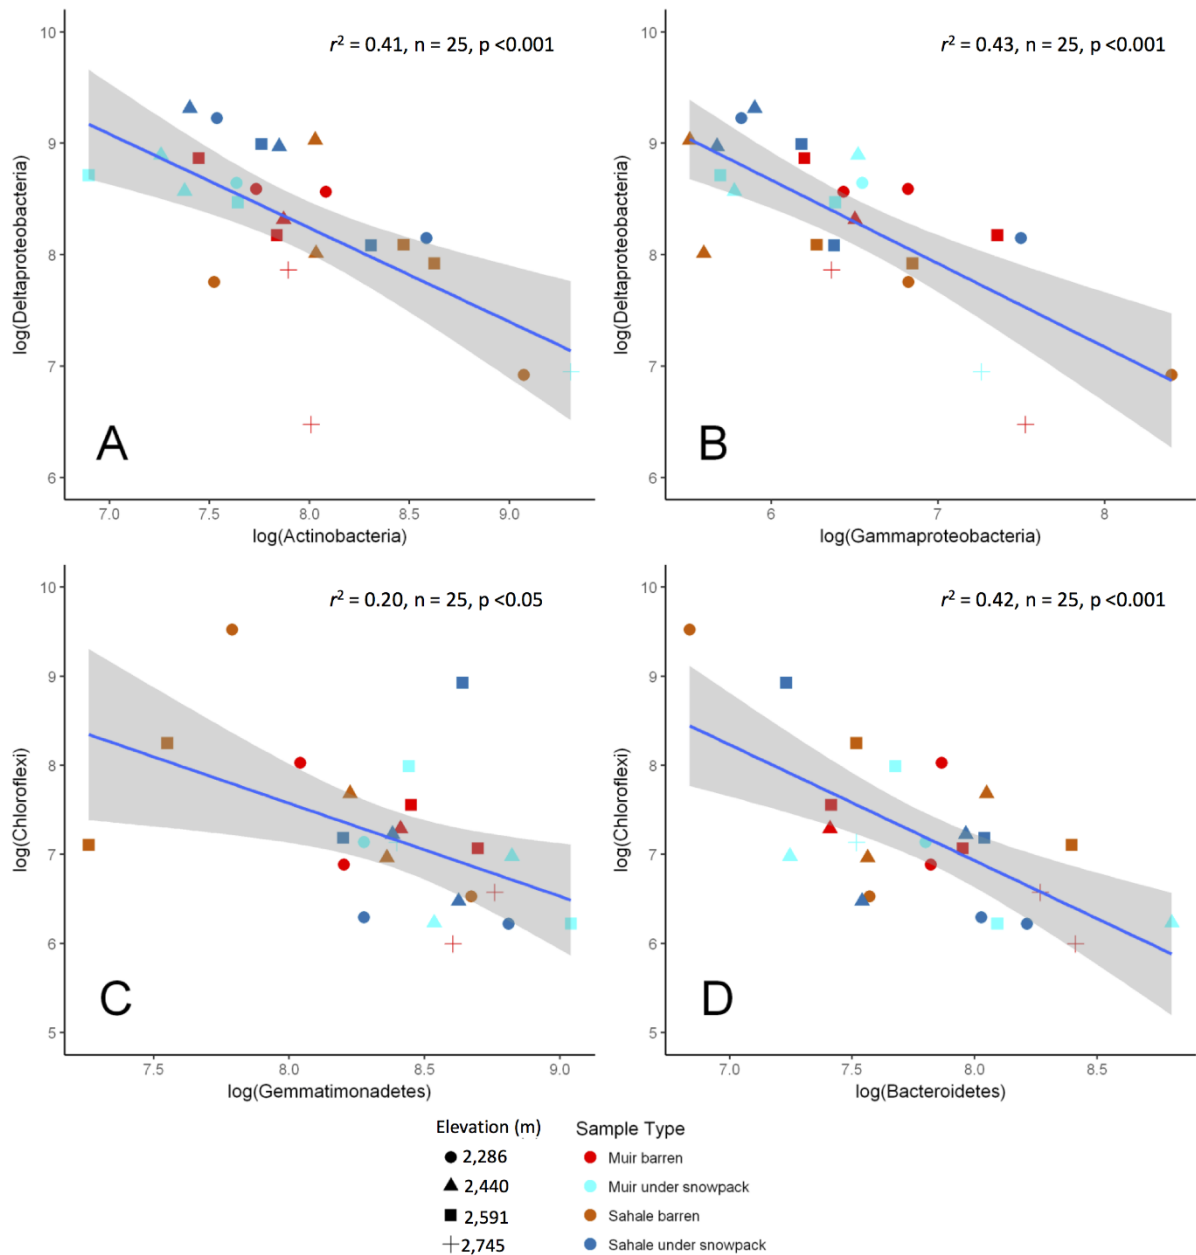 r² = 0.41, n = 25, p <0.001
10
9
8
7
6
log(Deltaproteobacteria)
A
7.0 7.5 8.0 8.5 9.0
log(Actinobacteria)
r² = 0.43, n = 25, p <0.001
10
9
8
7
6
log(Deltaproteobacteria)
B
6 7 8
log(Gammaproteobacteria)
r² = 0.20, n = 25, p <0.05
10
9
8
7
6
5
log(Chloroflexi)
C
7.5 8.0 8.5 9.0
log(Gemmatimonadetes)
r² = 0.42, n = 25, p <0.001
10
9
8
7
6
5
log(Chloroflexi)
D
7.0 7.5 8.0 8.5
log(Bacteroidetes)
Elevation (m)
2,286
2,440
2,591
2,745
Sample Type
Muir barren
Muir under snowpack
Sahale barren
Sahale under snowpack